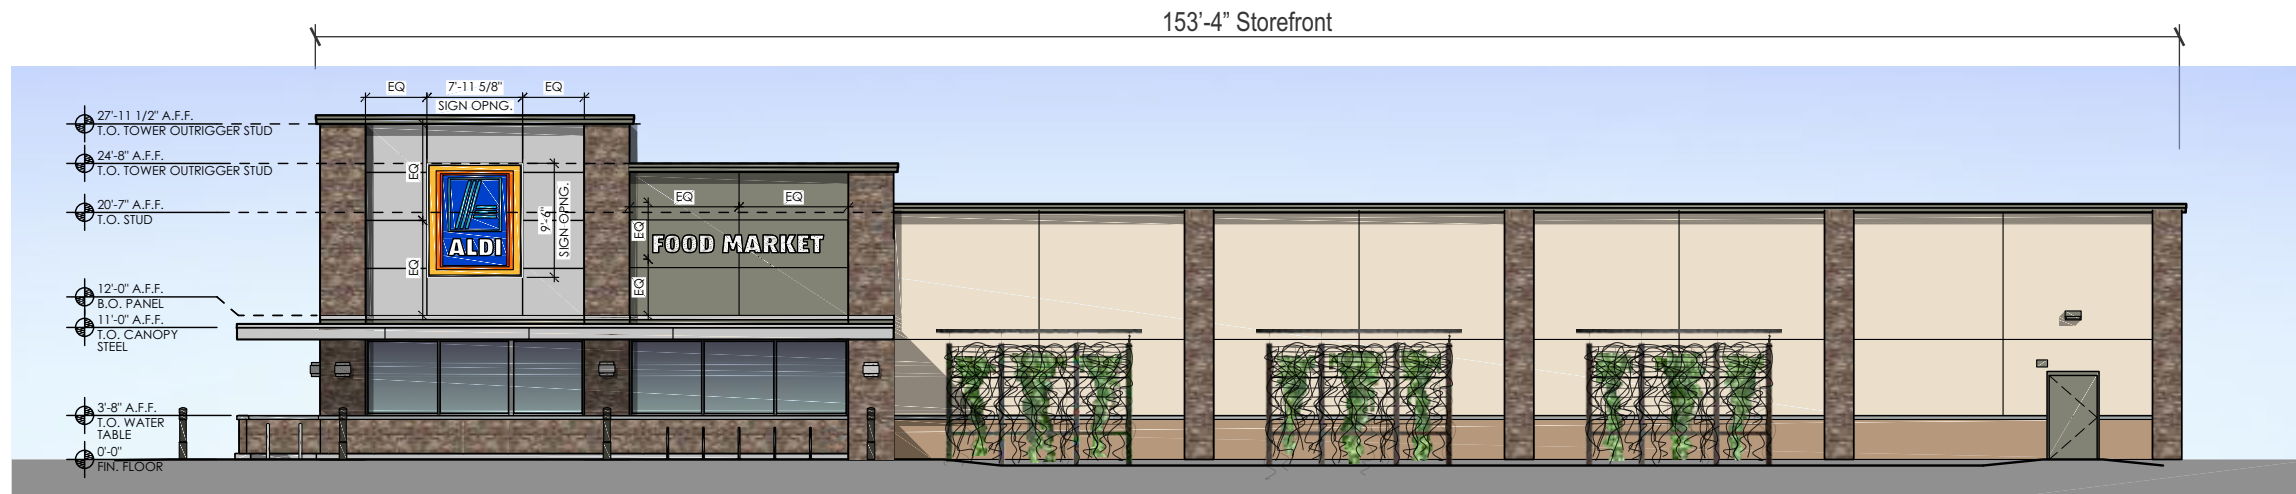 153’-4” Storefront
EQ
7'-11 5/8"
EQ
SIGN OPNG.
27'-11 1/2" A.F.F.
T.O. TOWER OUTRIGGER STUD
24'-8" A.F.F.
T.O. TOWER OUTRIGGER STUD
EQ
EQ
EQ
20'-7" A.F.F.
T.O. STUD
9'-6"
SIGN OPNG.
EQ
ALDI
FOOD MARKET
EQ
EQ
12'-0" A.F.F.
B.O. PANEL
11'-0" A.F.F.
T.O. CANOPY
STEEL
3'-8" A.F.F.
T.O. WATER
TABLE
0'-0"
FIN. FLOOR